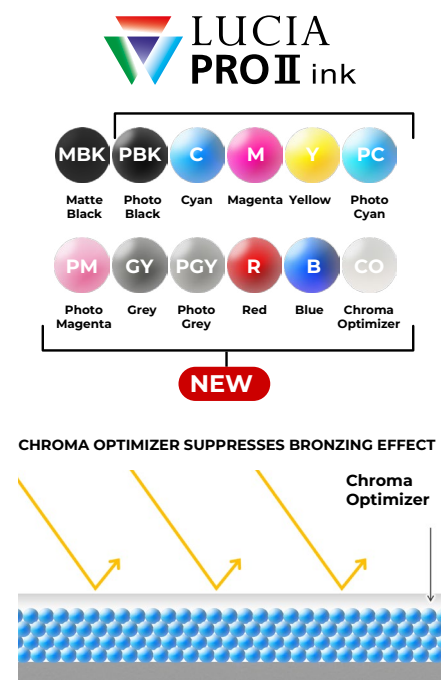 LUCIA
PRO II ink
MBK PBK C M Y PC
Matte Black
Photo Black
Cyan
Magenta
Yellow
Photo Cyan
PM GY PGY R B CO
Photo Magenta
Grey
Photo Grey
Red
Blue
Chroma Optimizer
NEW
CHROMA OPTIMIZER SUPPRESSES BRONZING EFFECT
Chroma
Optimizer